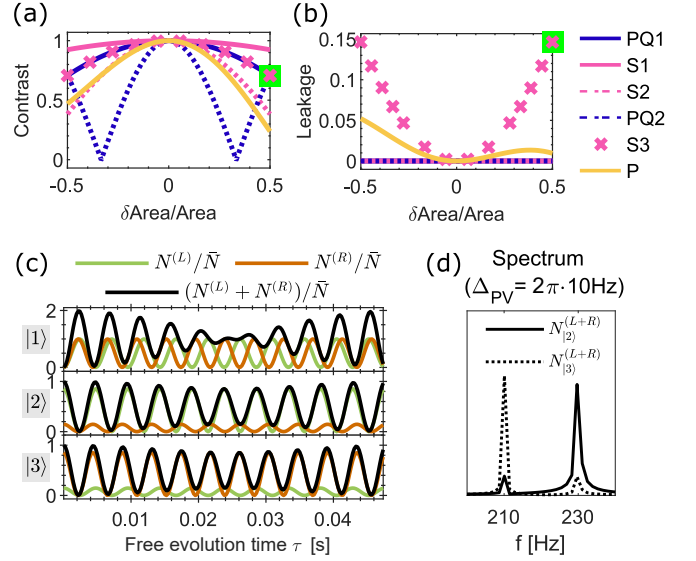 (a)
Contrast
1
0.5
0
-0.5
0
0.5
δArea/Area
(b)
Leakage
0.15
0.1
0.05
0
-0.5
0
0.5
δArea/Area
PQ1
S1
S2
PQ2
S3
P
(c)
N^(L)/N̄
N^(R)/N̄
(N^(L) + N^(R))/N̄
|1⟩
2
1
0
|2⟩
1
0
|3⟩
1
0
0.01
0.02
0.03
0.04
Free evolution time τ [s]
(d)
Spectrum
(Δ_PV = 2π·10Hz)
N_|2⟩^(L+R)
N_|3⟩^(L+R)
210
230
f [Hz]